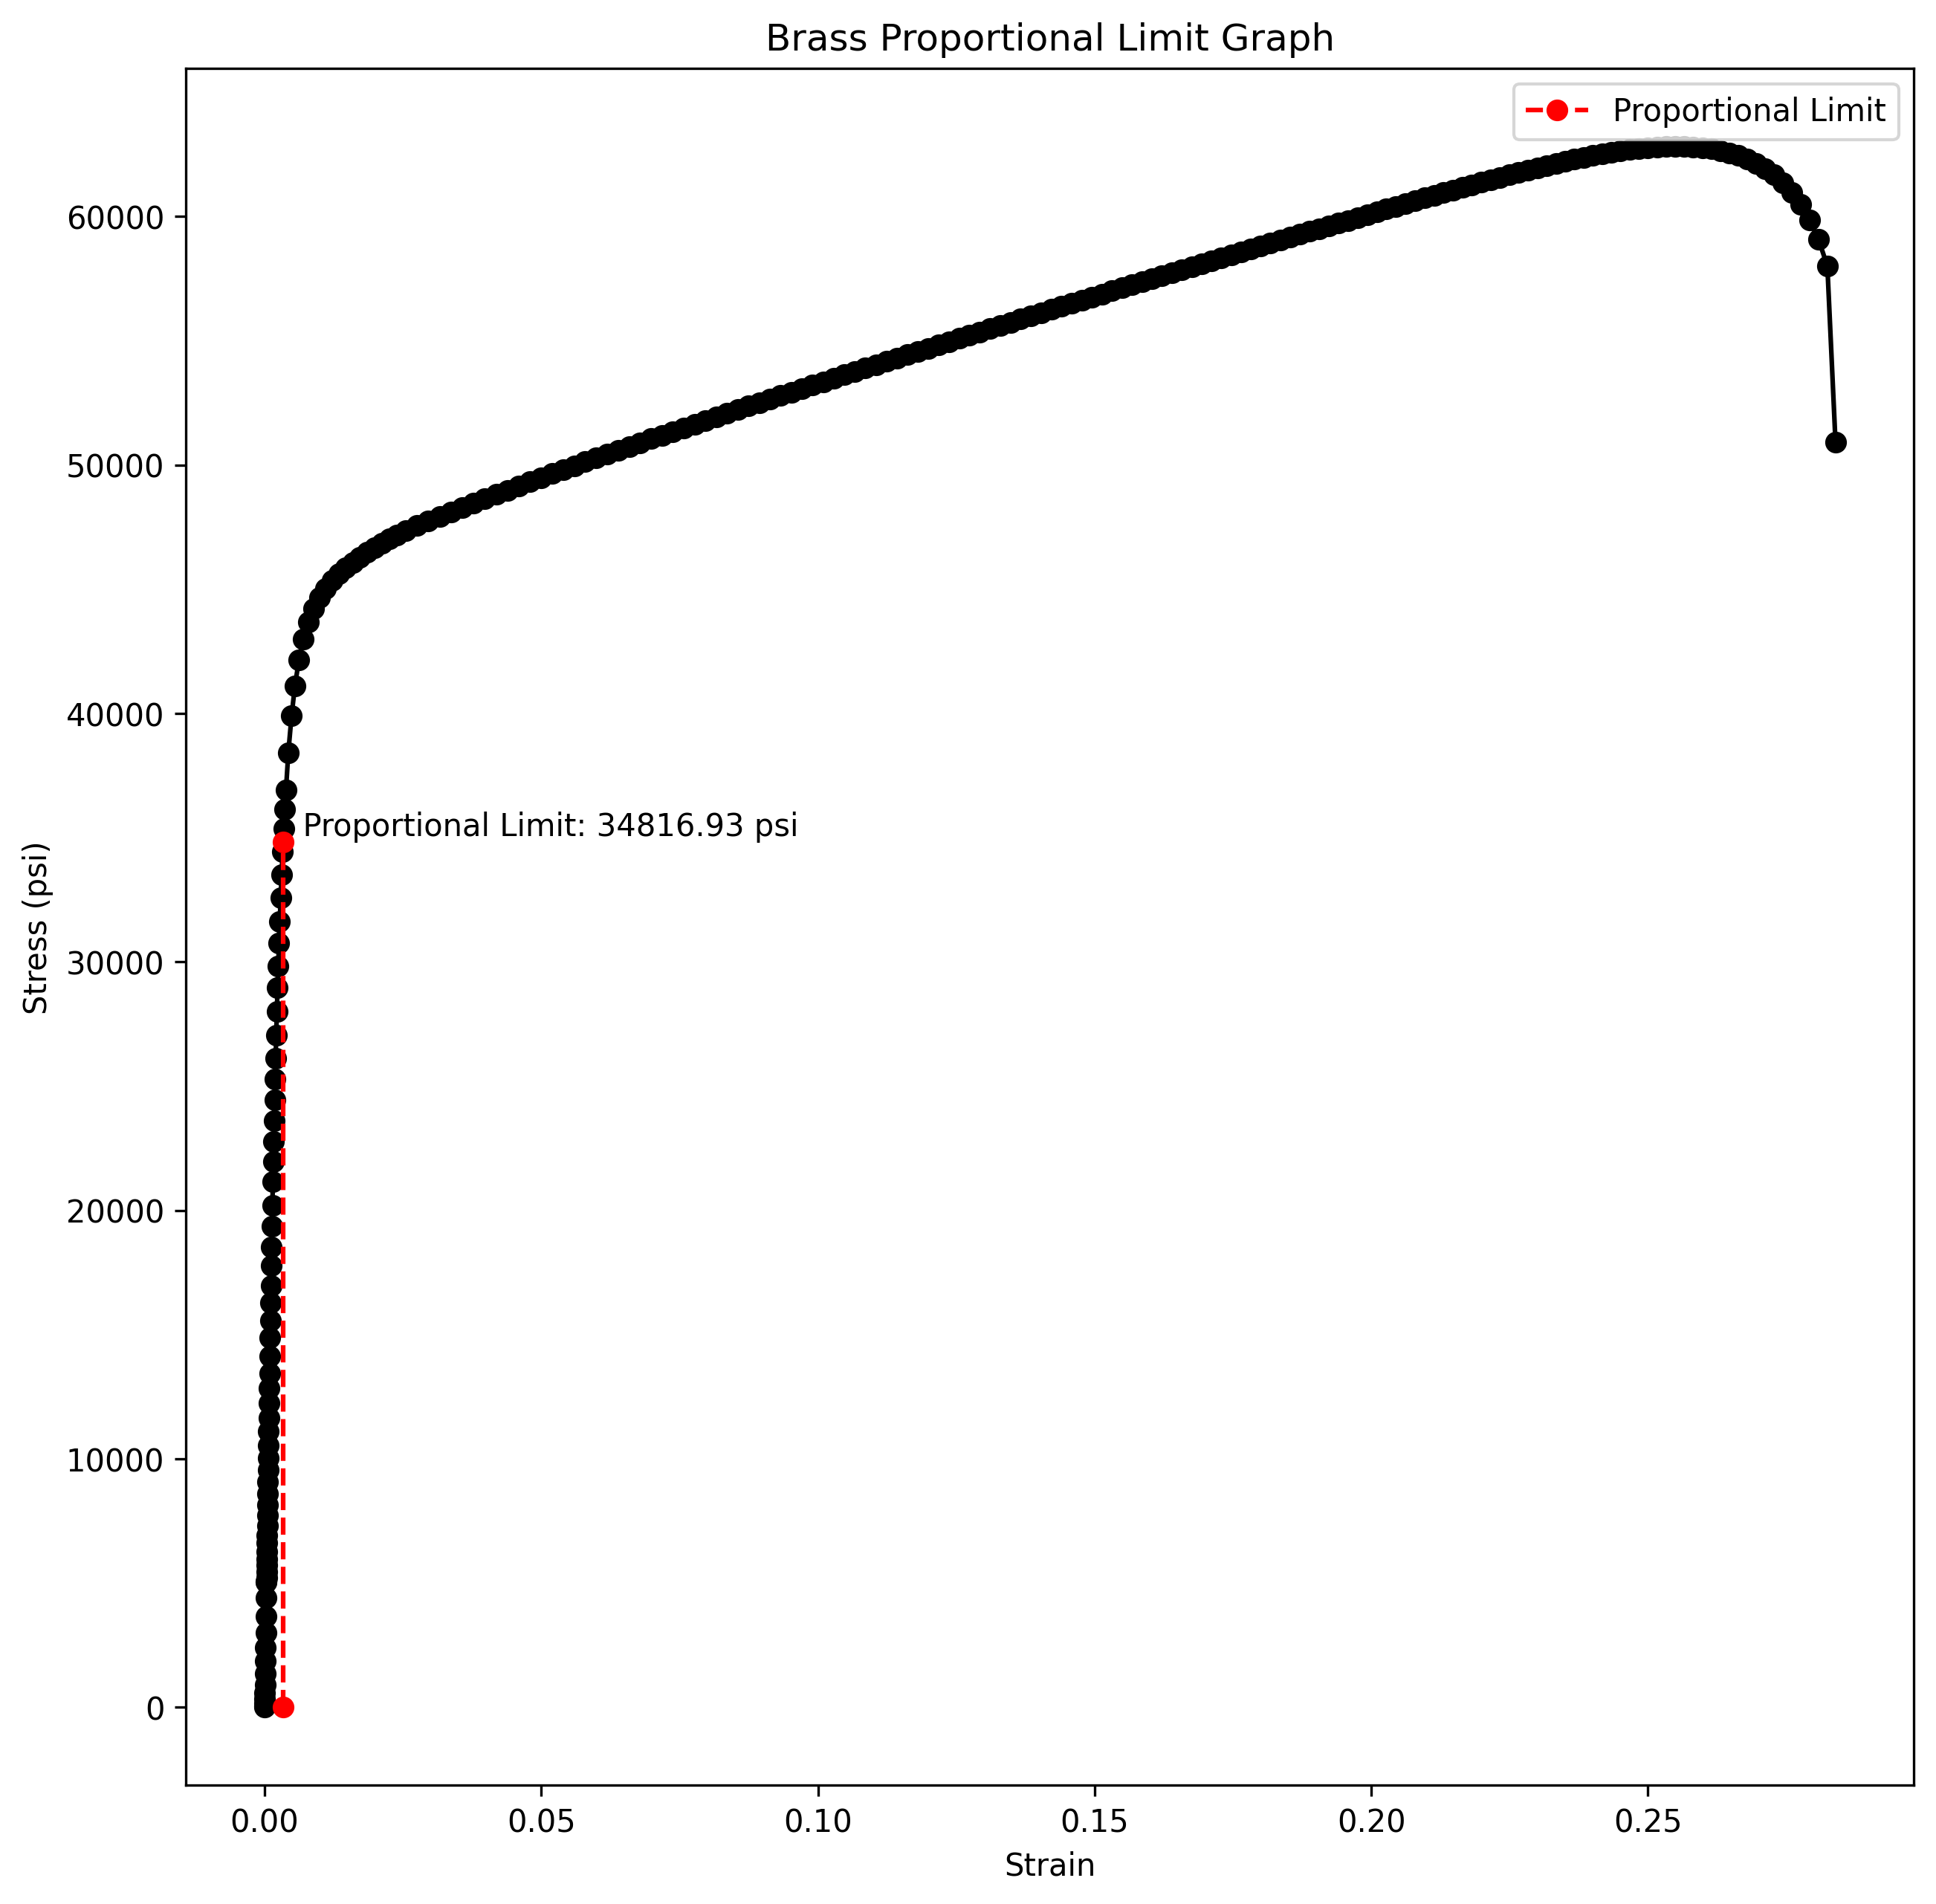 Brass Proportional Limit Graph
Proportional Limit
60000
50000
40000
Proportional Limit: 34816.93 psi
30000
20000
10000
0
Stress (psi)
0.00 0.05 0.10 0.15 0.20 0.25
Strain